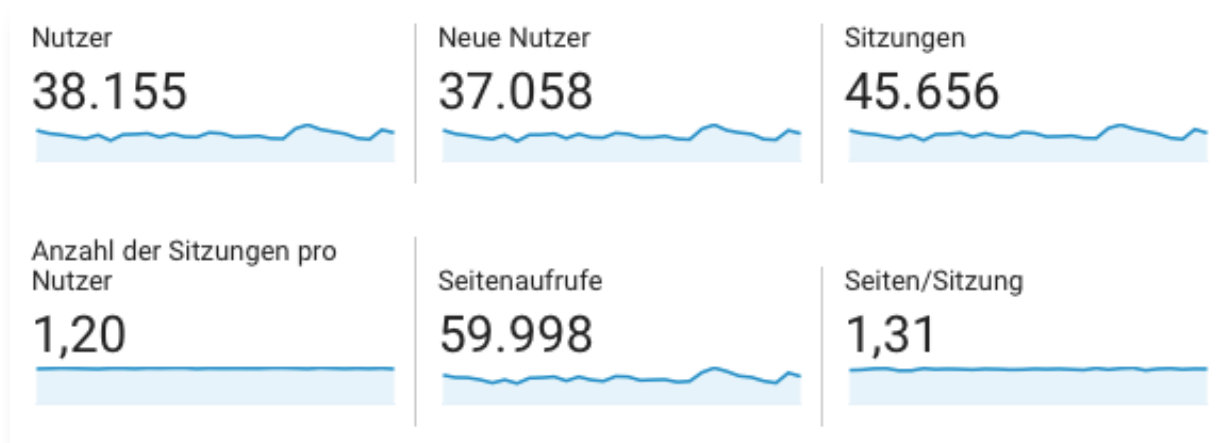 Nutzer
38.155
Neue Nutzer
37.058
Sitzungen
45.656
Anzahl der Sitzungen pro
Nutzer
1,20
Seitenaufrufe
59.998
Seiten/Sitzung
1,31